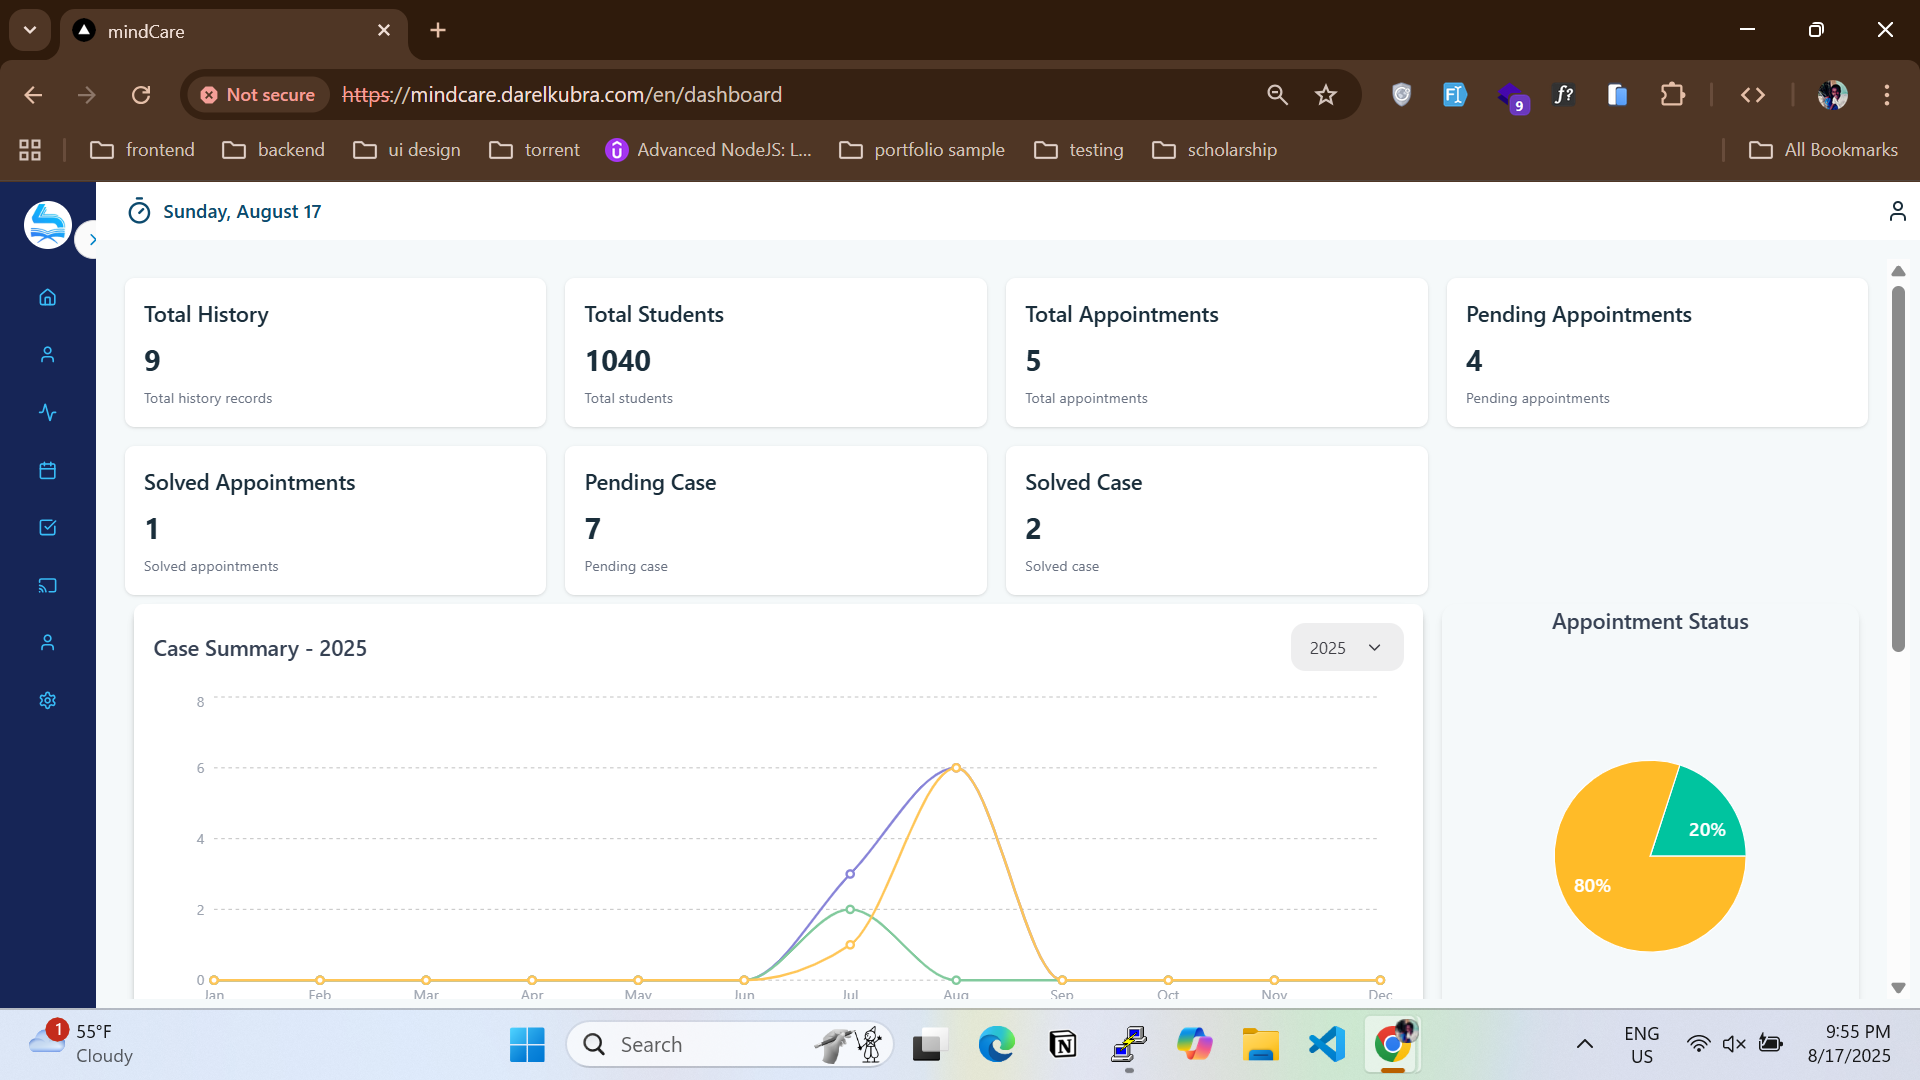 mindCare
Not secure https://mindcare.darelkubra.com/en/dashboard
9
f?
frontend backend ui design torrent Advanced NodeJS: L... portfolio sample testing scholarship All Bookmarks
Sunday, August 17
Total History
9
Total history records
Total Students
1040
Total students
Total Appointments
5
Total appointments
Pending Appointments
4
Pending appointments
Solved Appointments
1
Solved appointments
Pending Case
7
Pending case
Solved Case
2
Solved case
Case Summary - 2025
2025
8
6
4
2
0
Jan Feb Mar Apr May Jun Jul Aug Sep Oct Nov Dec
Appointment Status
20%
80%
1
55°F
Cloudy
Search
ENG
US
9:55 PM
8/17/2025